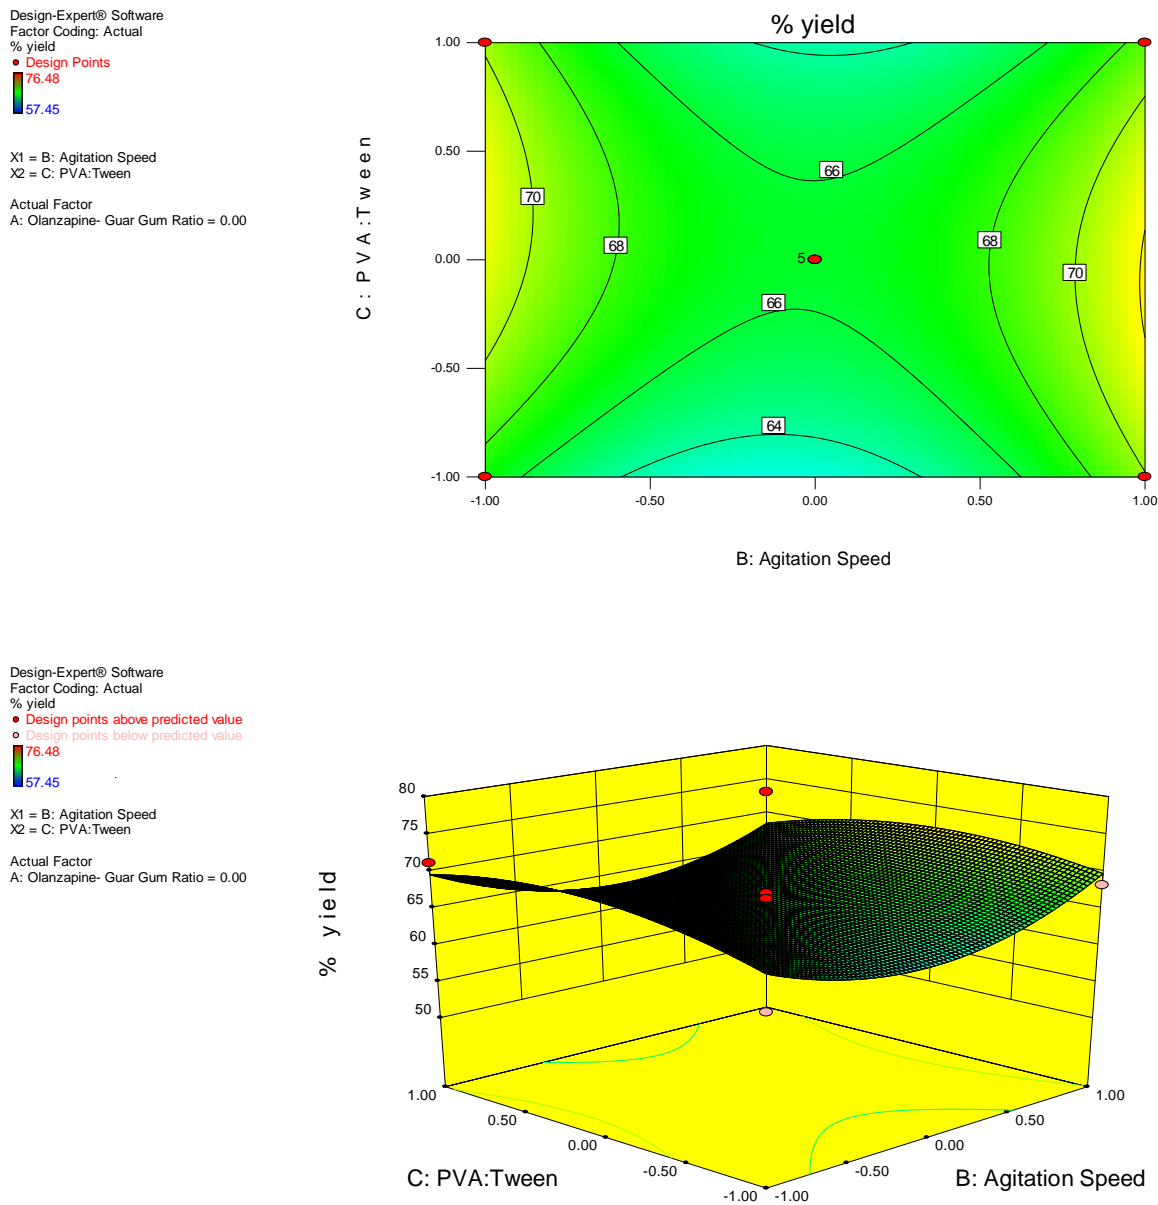 Design-Expert® Software
Factor Coding: Actual
% yield
Design Points
76.48
57.45
X1 = B: Agitation Speed
X2 = C: PVA:Tween
Actual Factor
A: Olanzapine- Guar Gum Ratio = 0.00
% yield
1.00
0.50
0.00
-0.50
-1.00
C: PVA:Tween
66
70
68
68
5
70
66
64
-1.00
-0.50
0.00
0.50
1.00
B: Agitation Speed
Design-Expert® Software
Factor Coding: Actual
% yield
Design points above predicted value
Design points below predicted value
76.48
57.45
X1 = B: Agitation Speed
X2 = C: PVA:Tween
Actual Factor
A: Olanzapine- Guar Gum Ratio = 0.00
80
75
70
65
60
55
50
% yield
1.00
0.50
0.00
-0.50
-1.00
-1.00
-0.50
0.00
0.50
1.00
C: PVA:Tween
B: Agitation Speed